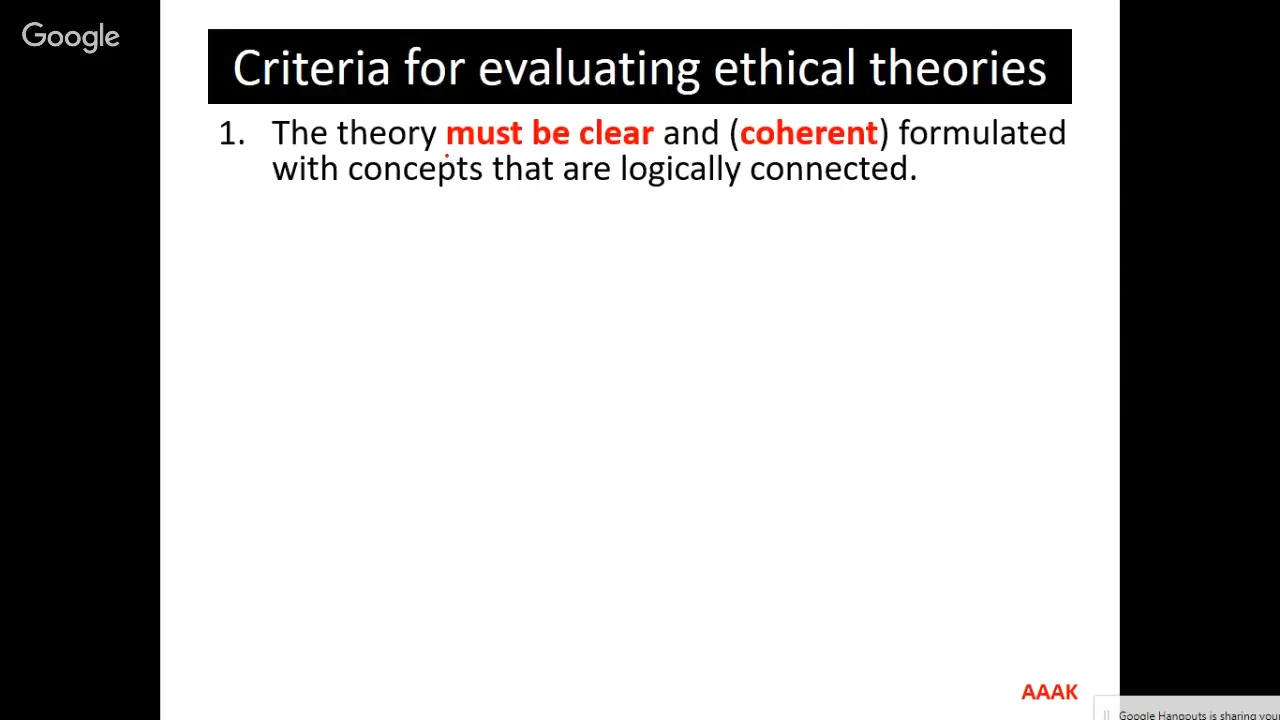 Google
Criteria for evaluating ethical theories
1. The theory must be clear and (coherent) formulated
with concepts that are logically connected.
AAAK
Google Hangouts is sharing your